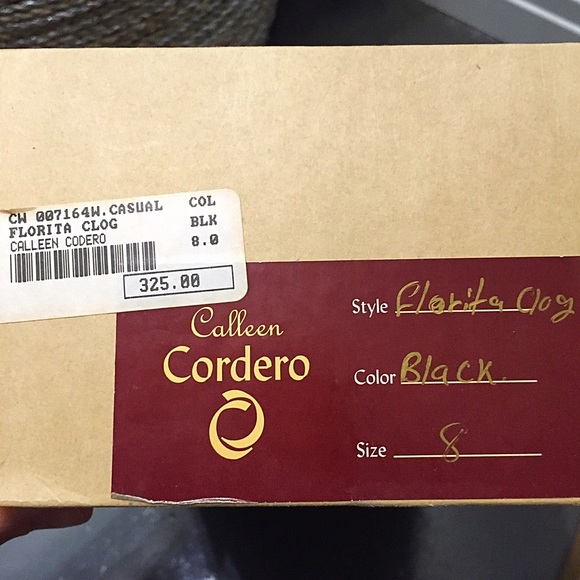 CW 007164W.CASUAL COL
FLORITA CLOG BLK
CALLEEN CODERO 8.0
325.00
Calleen
Cordero
Style Florita Clog
Color Black
Size 8